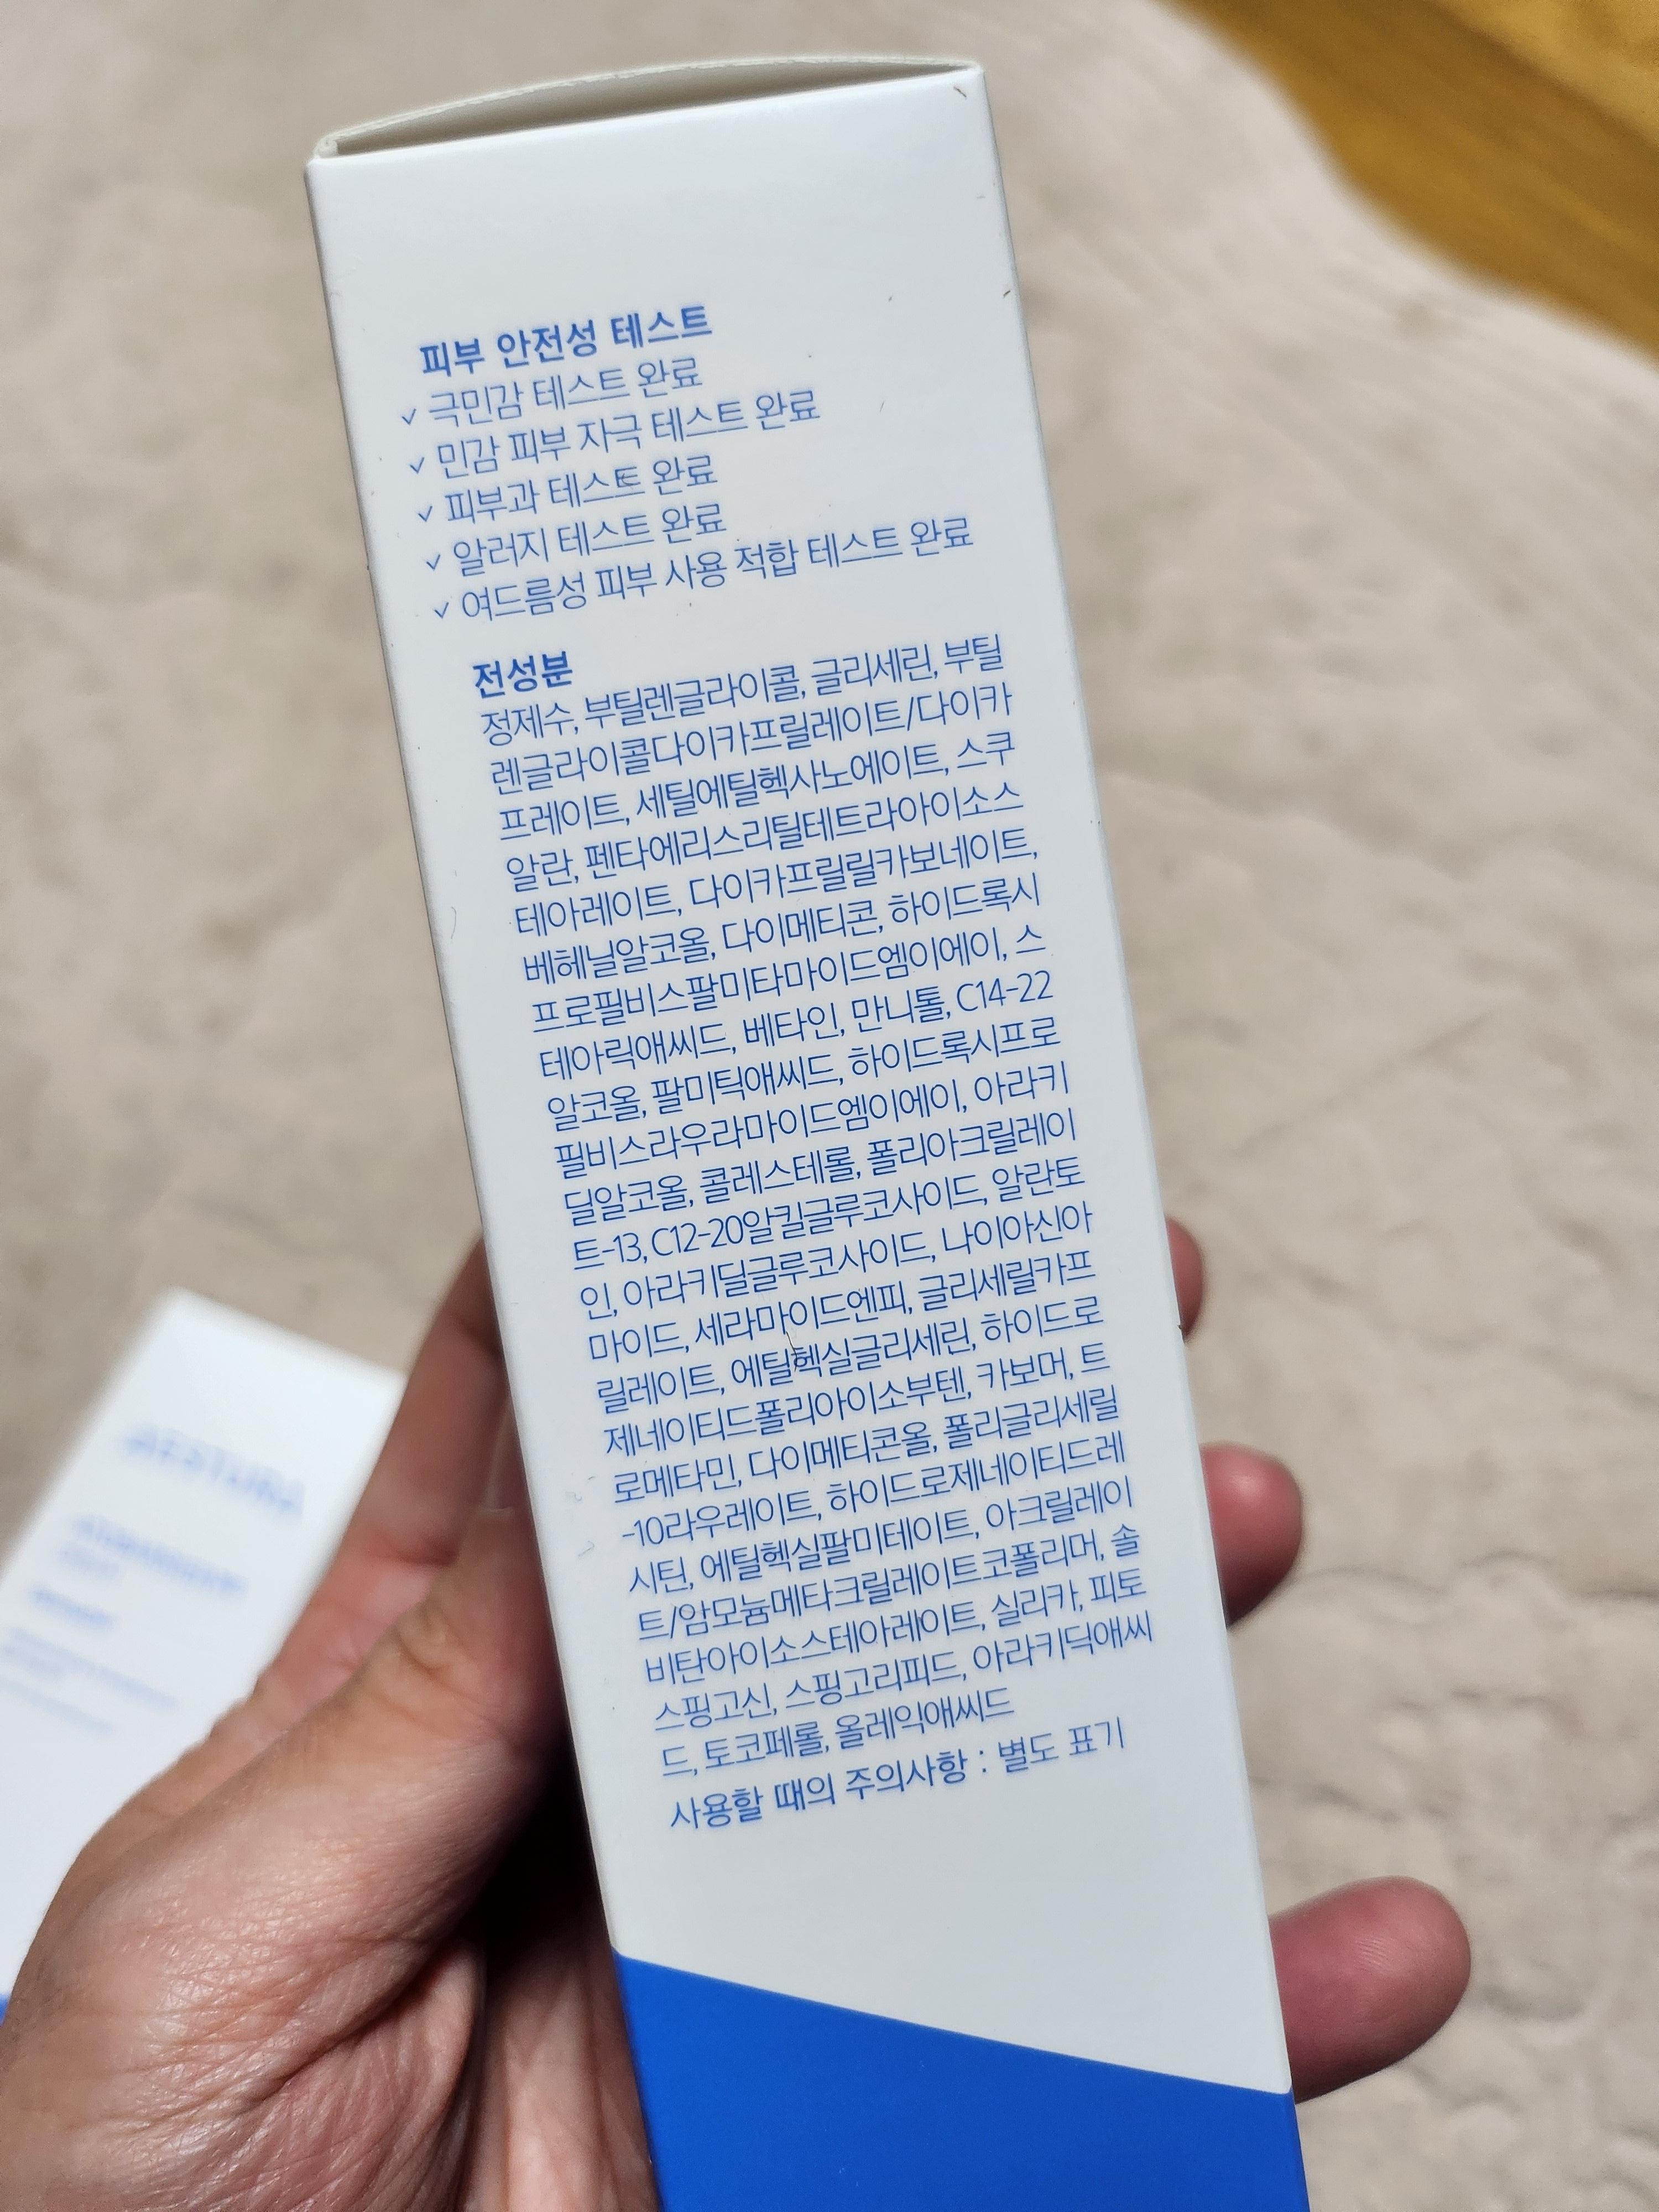 피부 안전성 테스트
✓ 극민감 테스트 완료
✓ 민감 피부 자극 테스트 완료
✓ 피부과 테스트 완료
✓ 알러지 테스트 완료
✓ 여드름성 피부 사용 적합 테스트 완료
전성분
정제수, 부틸렌글라이콜, 글리세린, 부틸
렌글라이콜다이카프릴레이트/다이카
프레이트, 세틸에틸헥사노에이트, 스쿠
알란, 펜타에리스리틸테트라아이소스
테아레이트, 다이카프릴릴카보네이트,
베헤닐알코올, 다이메티콘, 하이드록시
프로필비스팔미타마이드엠이에이, 스
테아릭애씨드, 베타인, 만니톨, C14-22
알코올, 팔미틱애씨드, 하이드록시프로
필비스라우라마이드엠이에이, 아라키
딜알코올, 콜레스테롤, 폴리아크릴레이
트-13, C12-20알킬글루코사이드, 알란토
인, 아라키딜글루코사이드, 나이아신아
마이드, 세라마이드엔피, 글리세릴카프
릴레이트, 에틸헥실글리세린, 하이드로
제네이티드폴리아이소부텐, 카보머, 트
로메타민, 다이메티콘올, 폴리글리세릴
-10라우레이트, 하이드로제네이티드레
시틴, 에틸헥실팔미테이트, 아크릴레이
트/암모늄메타크릴레이트코폴리머, 솔
비탄아이소스테아레이트, 실리카, 피토
스핑고신, 스핑고리피드, 아라키딕애씨
드, 토코페롤, 올레익애씨드
사용할 때의 주의사항 : 별도 표기
AESTURA